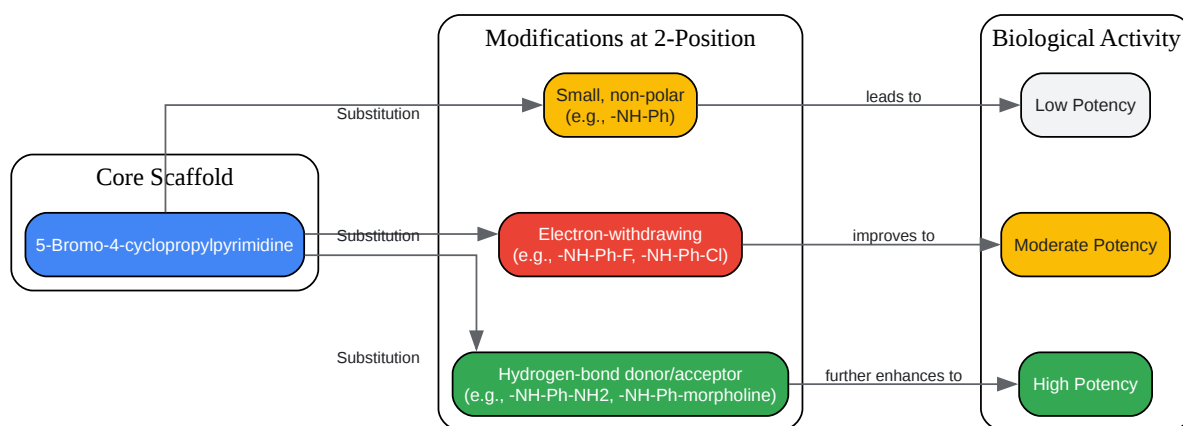 Modifications at 2-Position
Biological Activity
Small, non-polar
(e.g., -NH-Ph)
leads to
Low Potency
Substitution
Core Scaffold
5-Bromo-4-cyclopropylpyrimidine
Substitution
Electron-withdrawing
(e.g., -NH-Ph-F, -NH-Ph-Cl)
improves to
Moderate Potency
Substitution
Hydrogen-bond donor/acceptor
(e.g., -NH-Ph-NH2, -NH-Ph-morpholine)
further enhances to
High Potency